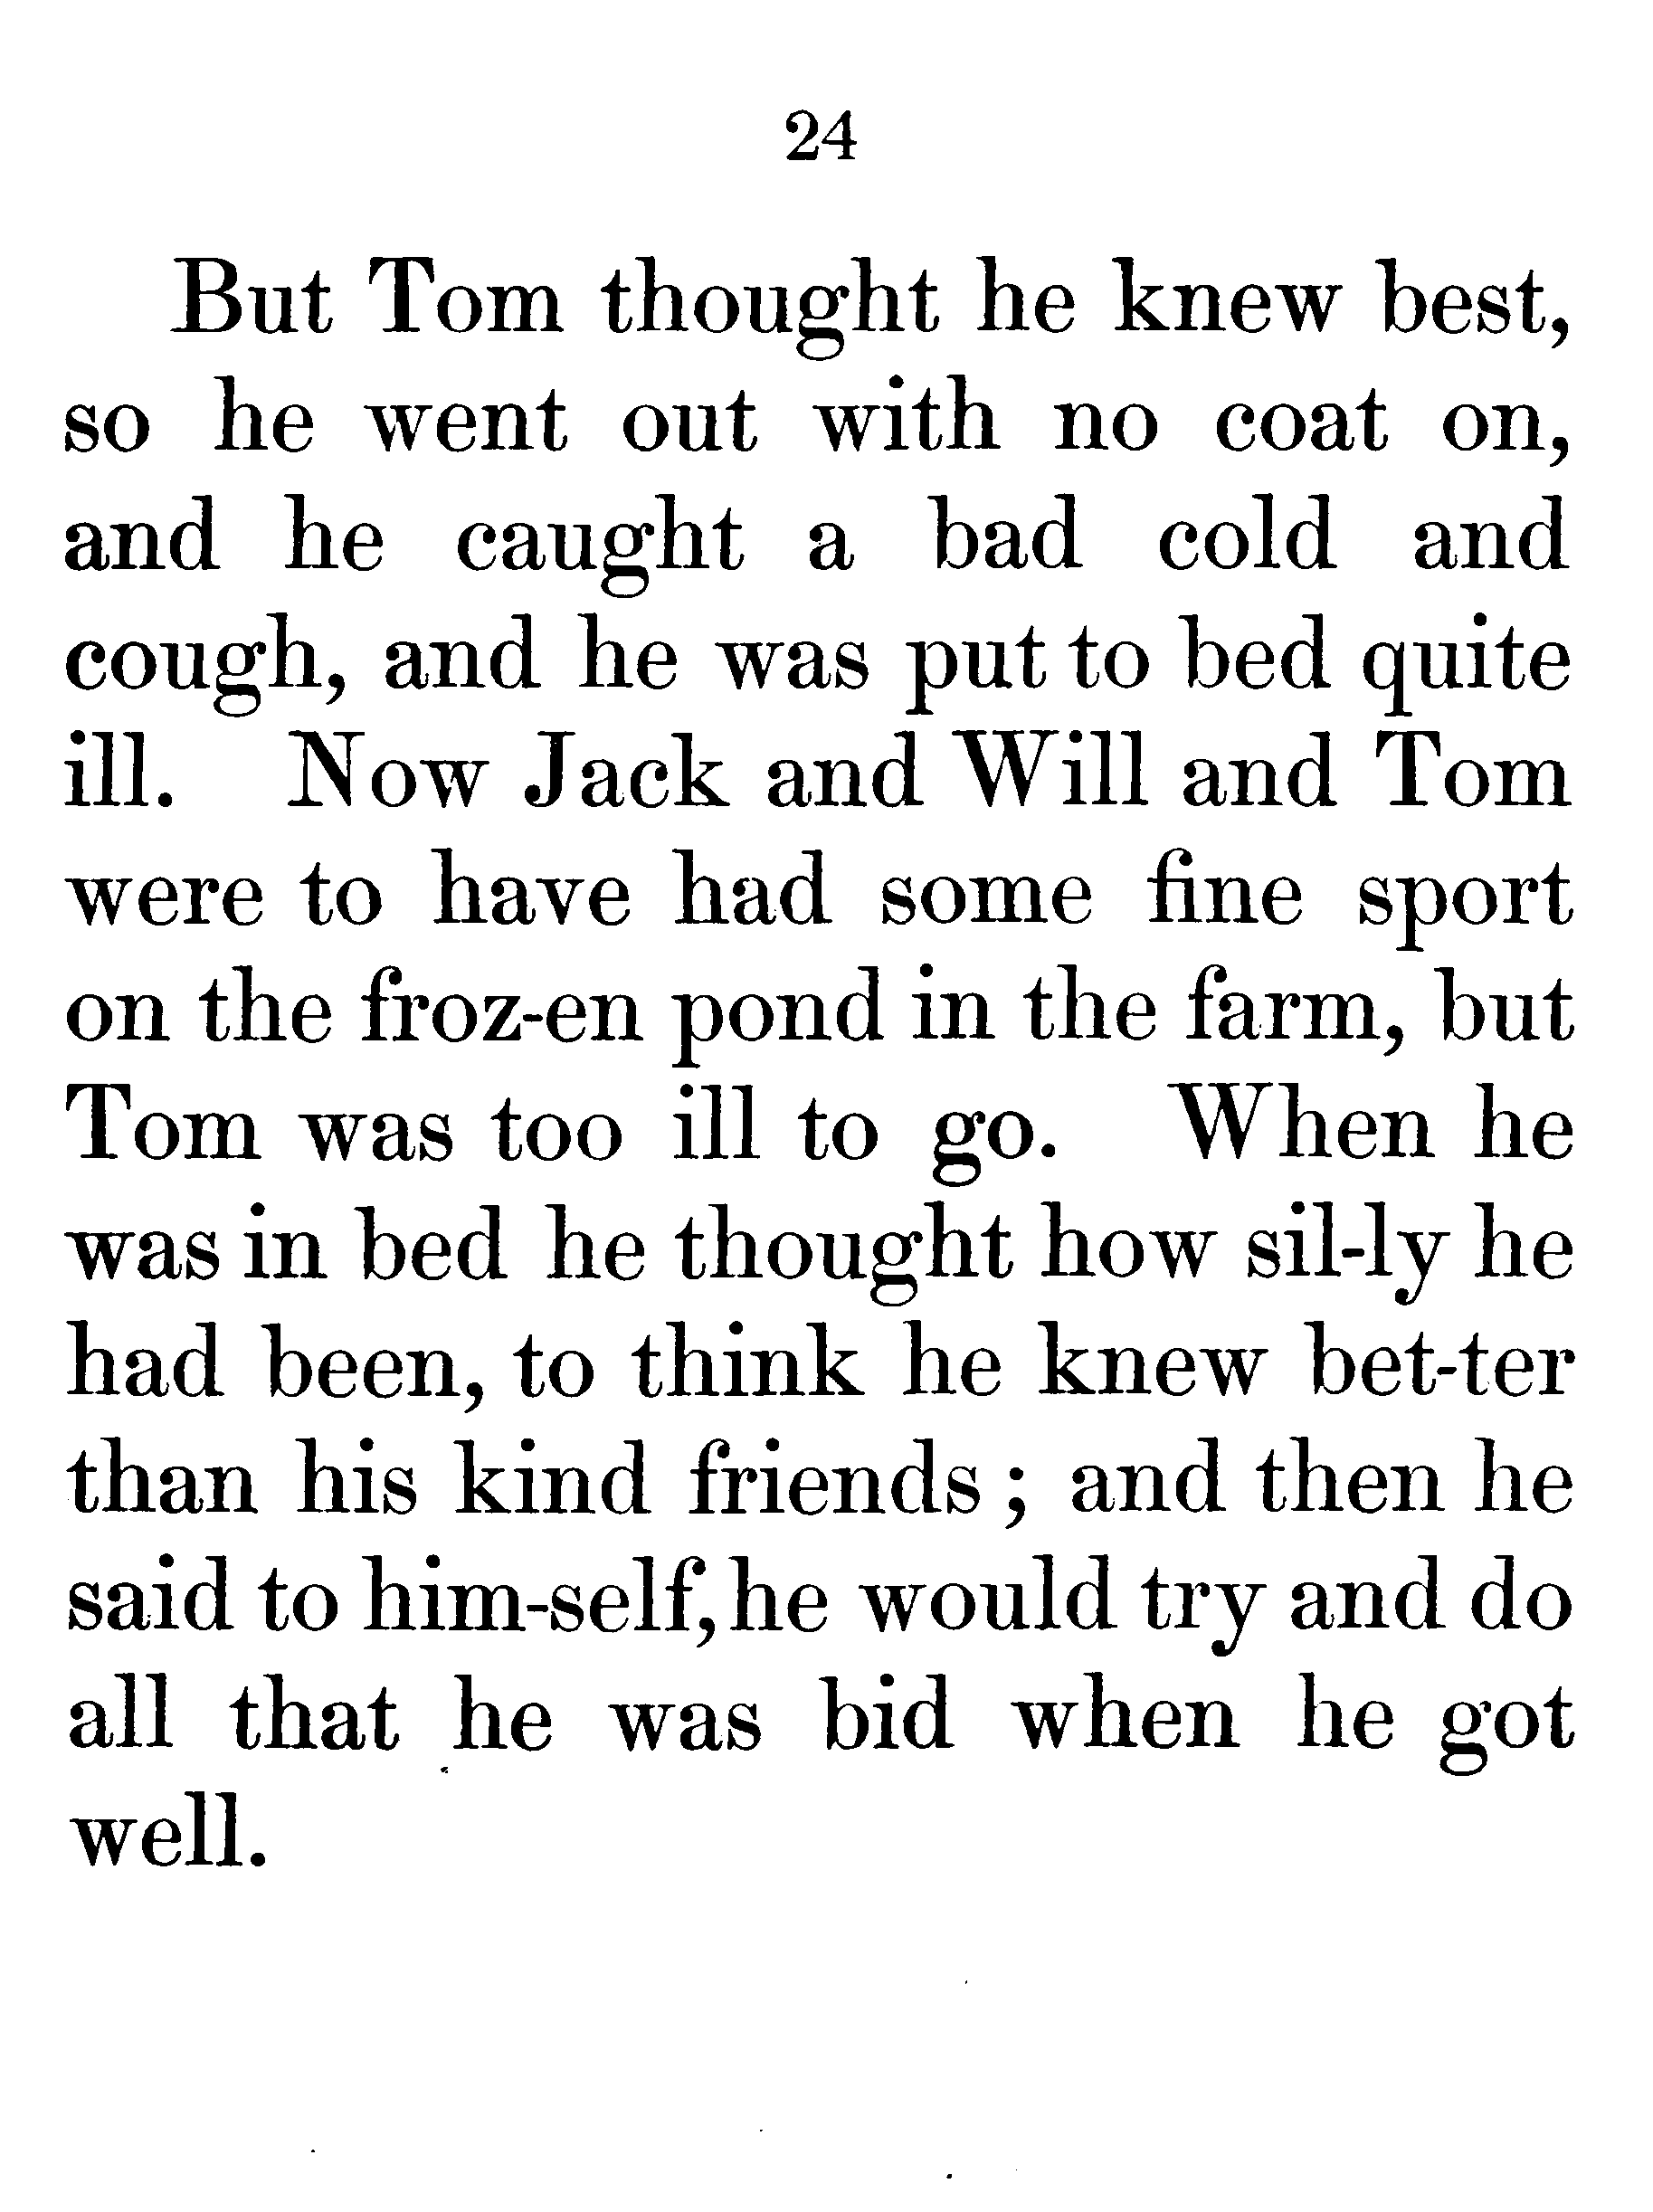 24
But Tom thought he knew best,
so he went out with no coat on,
and he caught a bad cold and
cough, and he was put to bed quite
ill. Now Jack and Will and Tom
were to have had some fine sport
on the froz-en pond in the farm, but
Tom was too ill to go. When he
was in bed he thought how sil-ly he
had been, to think he knew bet-ter
than his kind friends ; and then he
said to him-self, he would try and do
all that he was bid when he got
well.